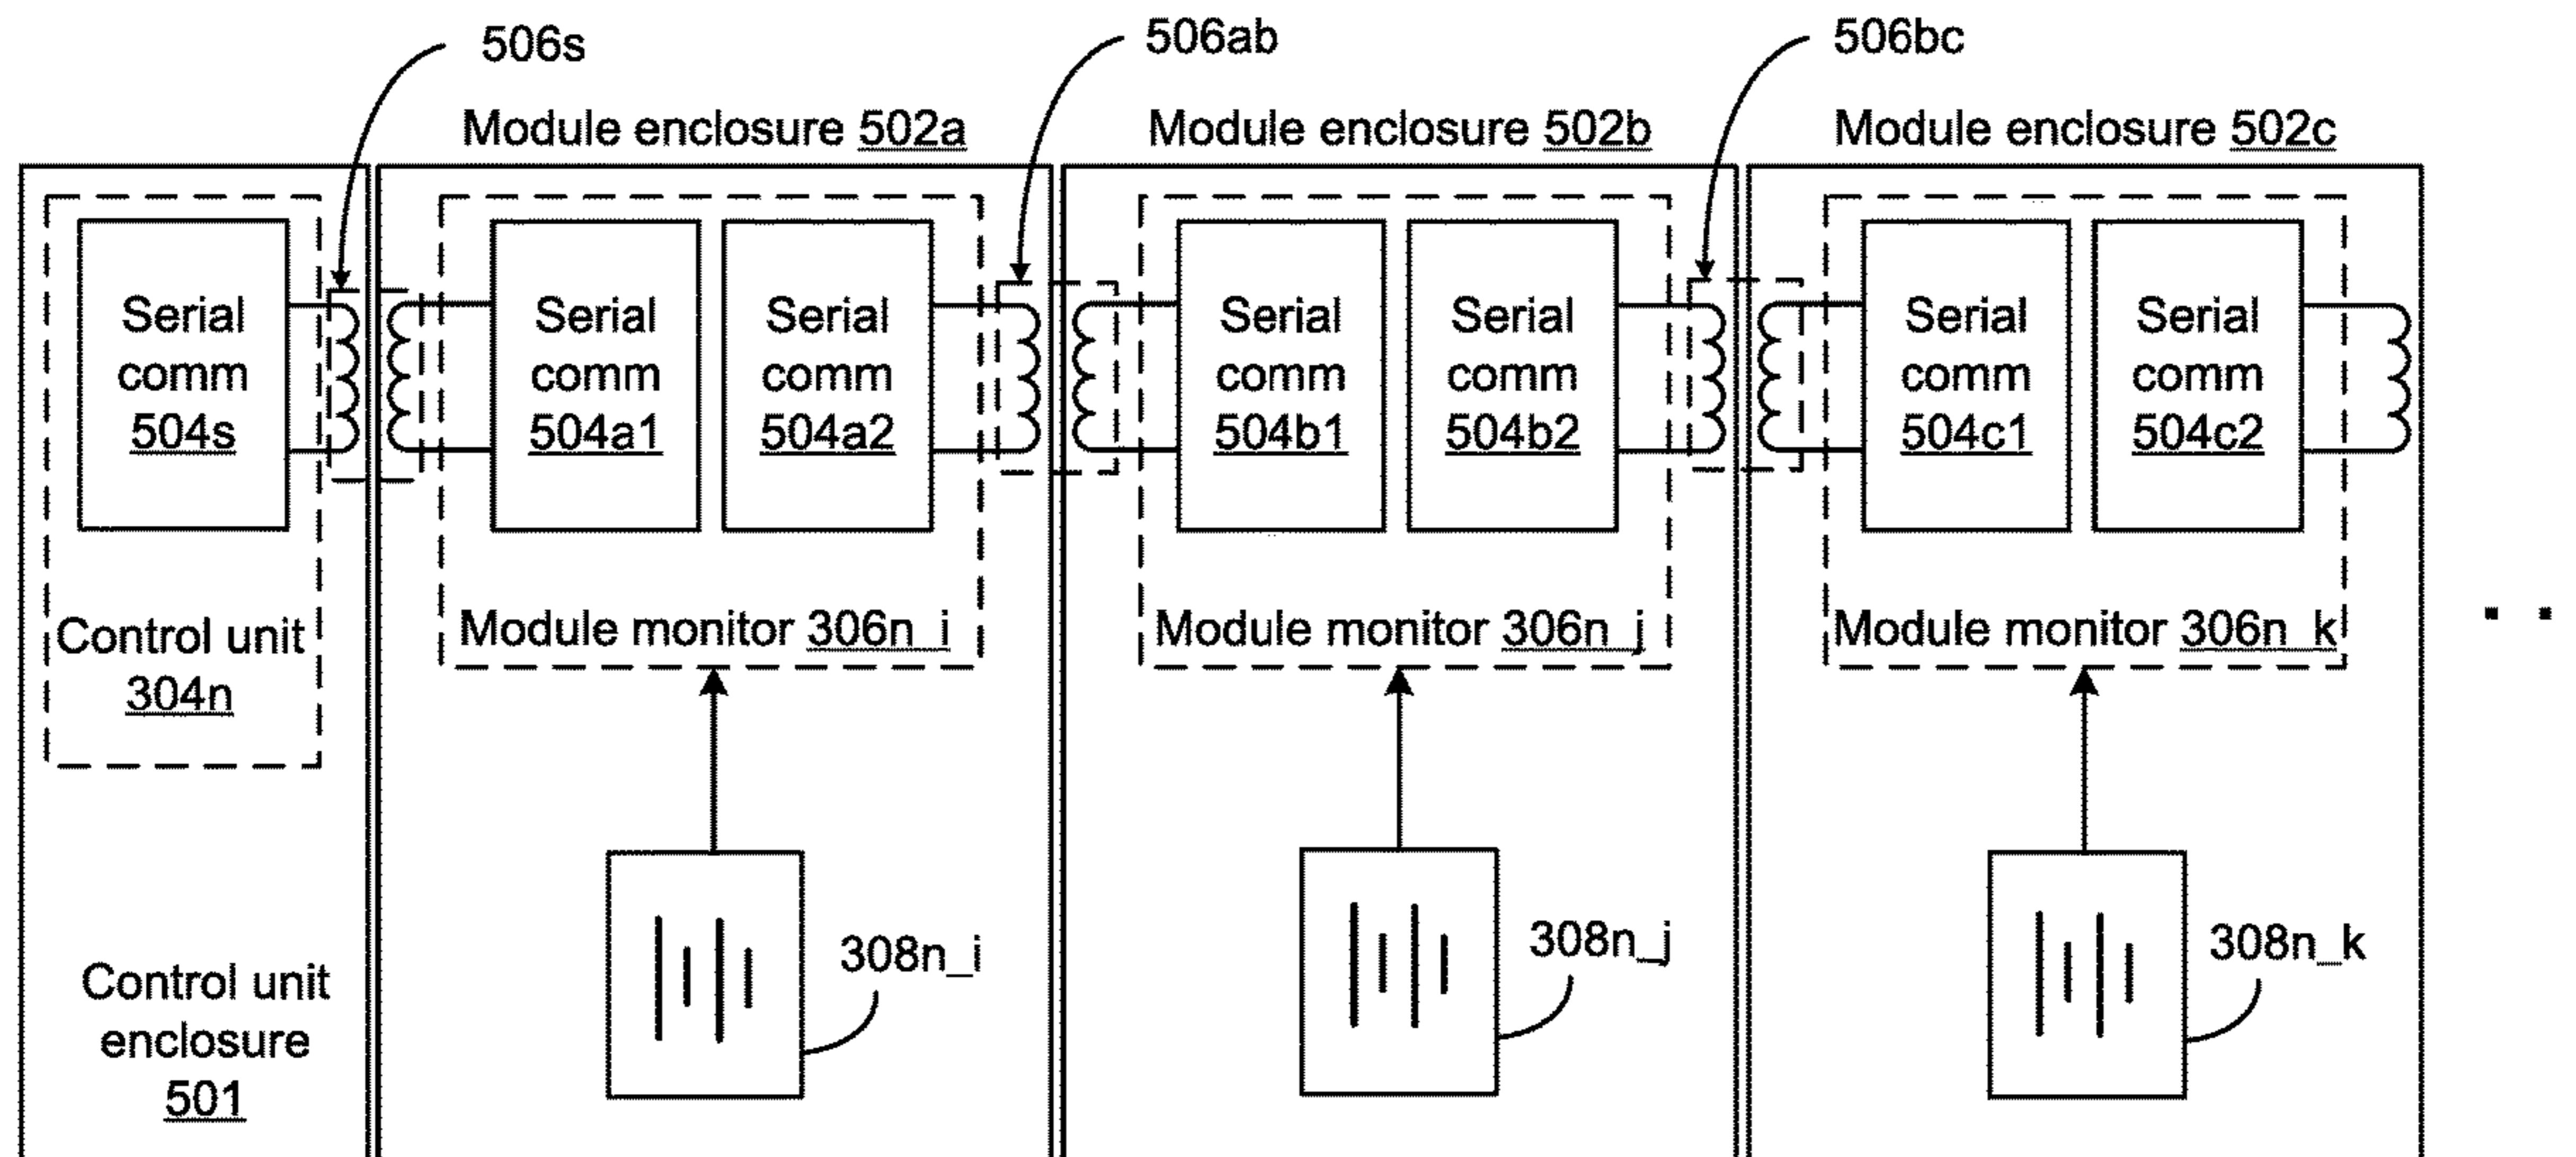 506s
506ab
506bc
Module enclosure 502a
Module enclosure 502b
Module enclosure 502c
Serial
comm
504s
Serial
comm
504a1
Serial
comm
504a2
Serial
comm
504b1
Serial
comm
504b2
Serial
comm
504c1
Serial
comm
504c2
Control unit
304n
Module monitor 306n_i
Module monitor 306n_j
Module monitor 306n_k
308n_i
308n_j
308n_k
Control unit
enclosure
501